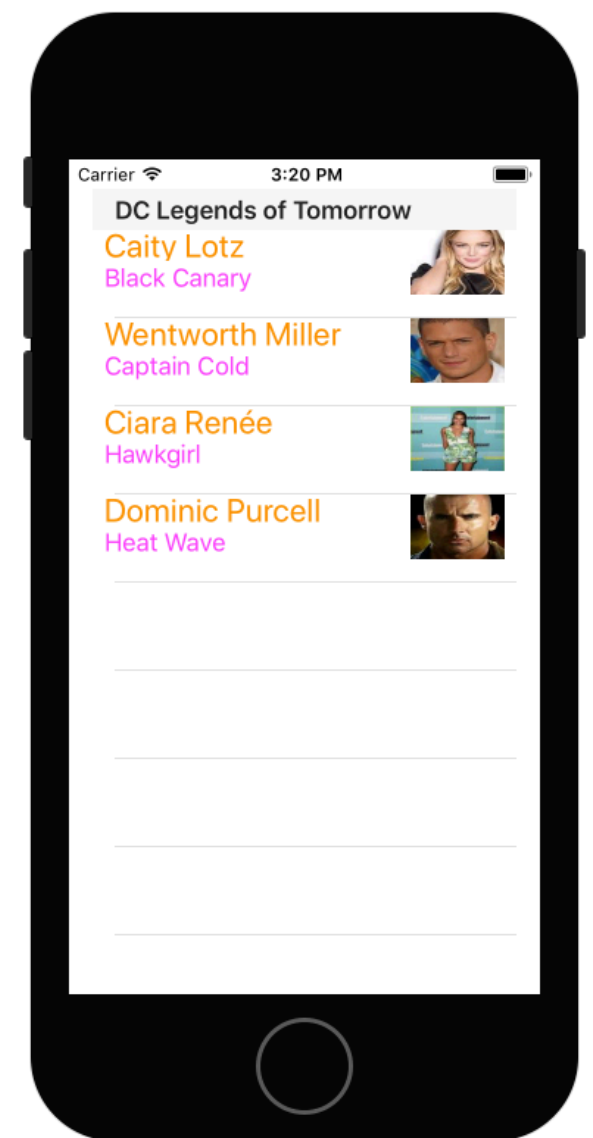 Carrier 3:20 PM
DC Legends of Tomorrow
Caity Lotz
Black Canary
Wentworth Miller
Captain Cold
Ciara Renée
Hawkgirl
Dominic Purcell
Heat Wave